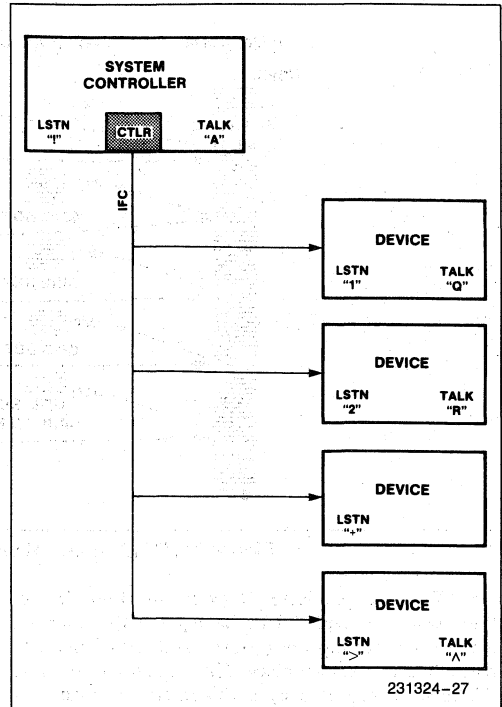 SYSTEM
CONTROLLER
LSTN
"!"
CTLR
TALK
"A"
IFC
DEVICE
LSTN
"1"
TALK
"Q"
DEVICE
LSTN
"2"
TALK
"R"
DEVICE
LSTN
"+"
DEVICE
LSTN
">"
TALK
"^"
231324-27